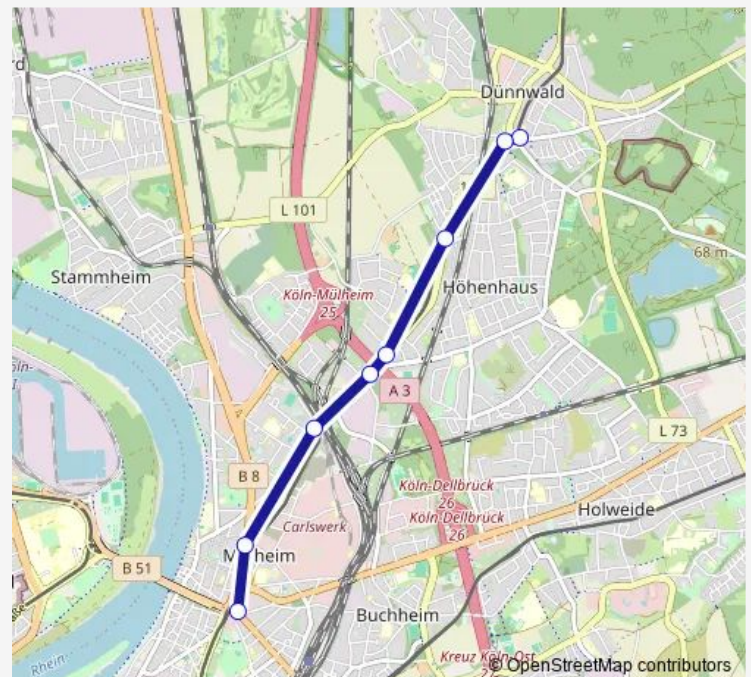 Dünnwald
L 101
68 m
Stammheim
Köln-Mülheim
25
Höhenhaus
A 3
L 73
B 8
Köln-Dellbrück
26
Köln-Dellbrück
26
Holweide
Carlswerk
B 51
Buchheim
Rhein-
Kreuz Köln-Ost
© OpenStreetMap contributors